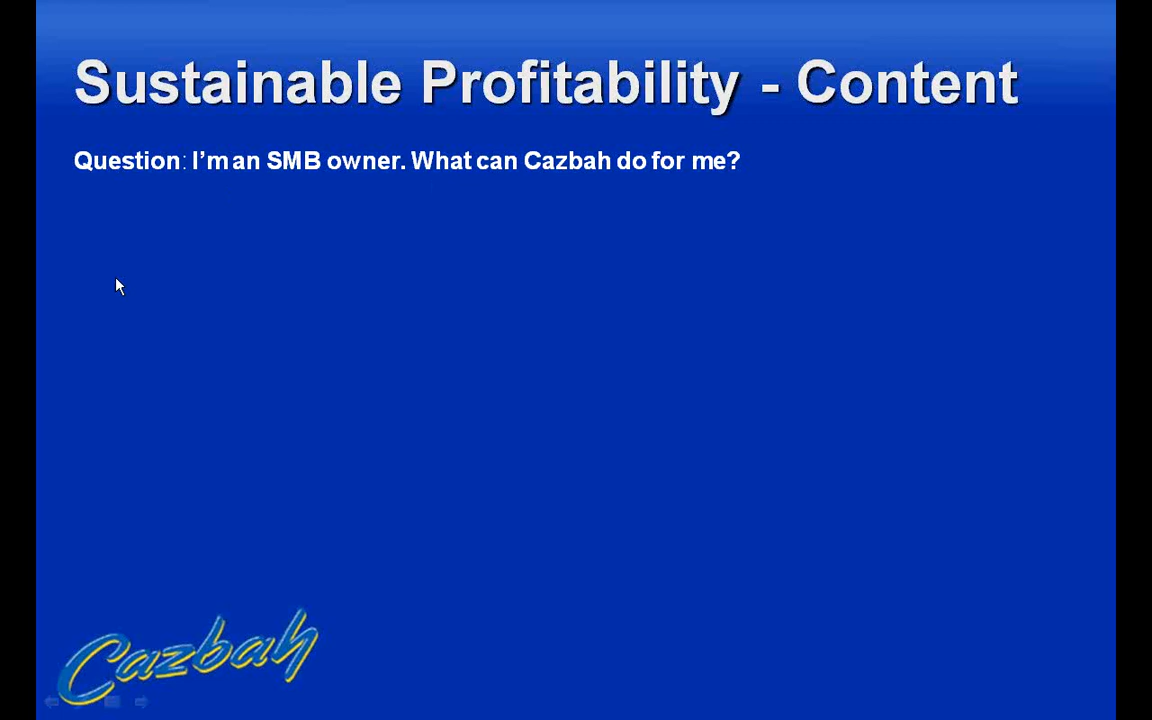 Sustainable Profitability - Content
Question: I’m an SMB owner. What can Cazbah do for me?
Cazbah